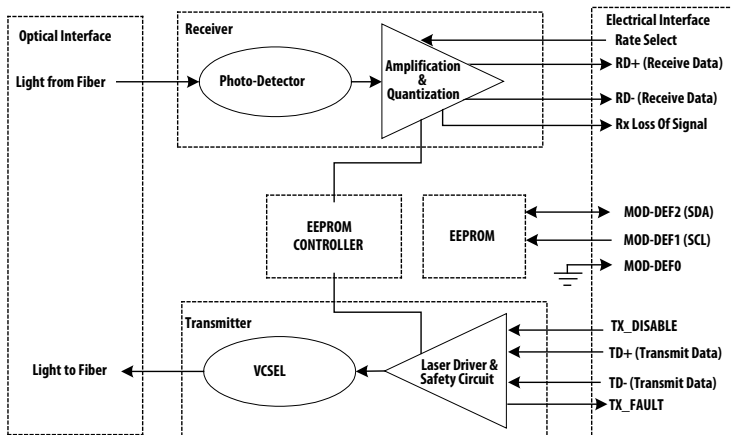 Optical Interface
Receiver
Electrical Interface
Rate Select
Light from Fiber
Photo-Detector
Amplification
&
Quantization
RD+ (Receive Data)
RD- (Receive Data)
Rx Loss Of Signal
EEPROM
CONTROLLER
EEPROM
MOD-DEF2 (SDA)
MOD-DEF1 (SCL)
MOD-DEF0
Transmitter
TX_DISABLE
Light to Fiber
VCSEL
Laser Driver &
Safety Circuit
TD+ (Transmit Data)
TD- (Transmit Data)
TX_FAULT